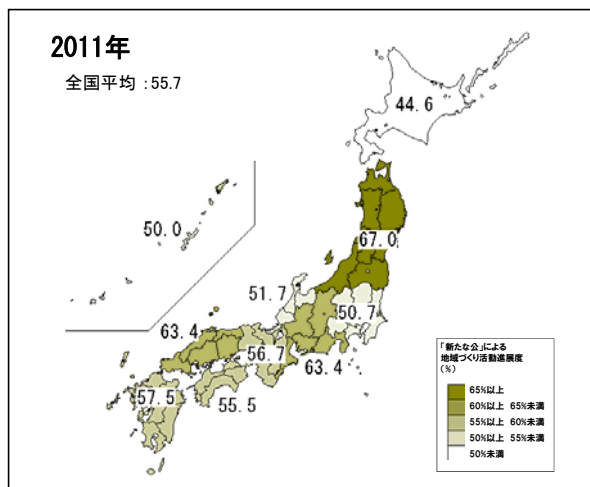 2011年
全国平均 :55.7
44.6
50.0
67.0
51.7
50.7
63.4
56.7
63.4
57.5
55.5
「新たな公」による
地域づくり活動進展度
(%)
65%以上
60%以上 65%未満
55%以上 60%未満
50%以上 55%未満
50%未満